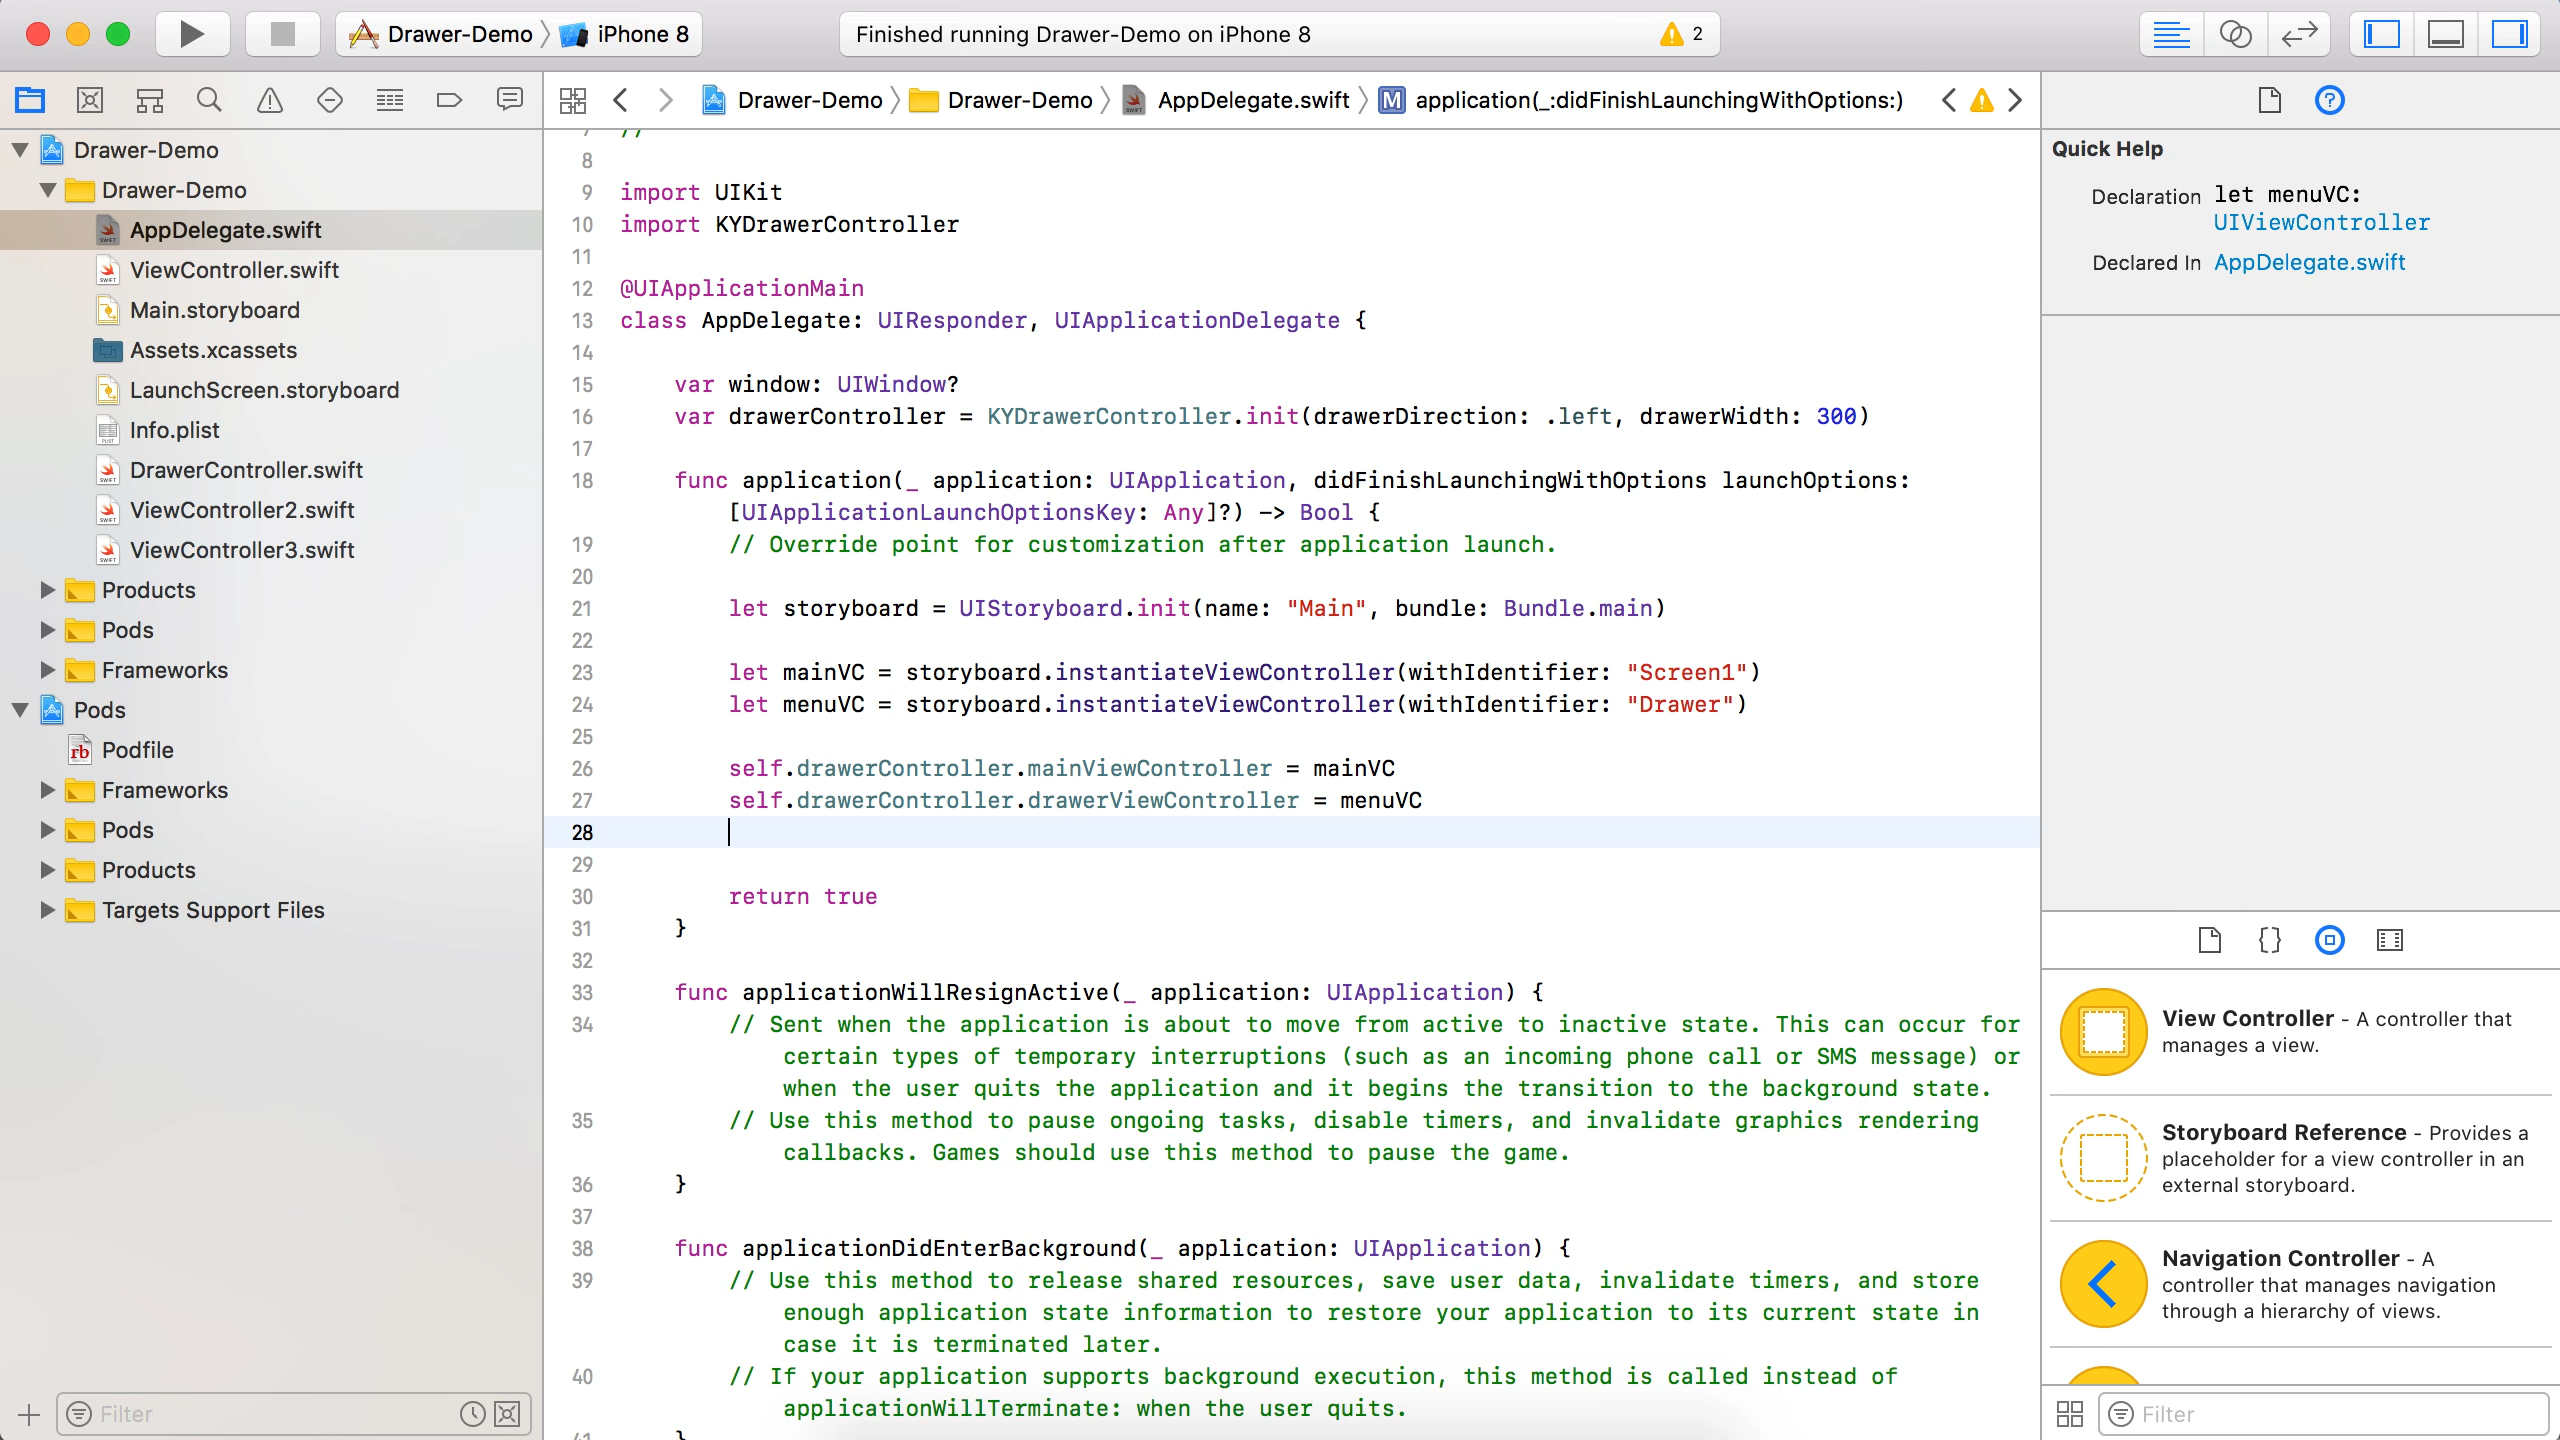 Drawer-Demo
iPhone 8
Finished running Drawer-Demo on iPhone 8
2
Drawer-Demo
Drawer-Demo
AppDelegate.swift
M
application(_:didFinishLaunchingWithOptions:)
Drawer-Demo
Drawer-Demo
AppDelegate.swift
ViewController.swift
Main.storyboard
Assets.xcassets
LaunchScreen.storyboard
Info.plist
DrawerController.swift
ViewController2.swift
ViewController3.swift
Products
Pods
Frameworks
Pods
rb Podfile
Frameworks
Pods
Products
Targets Support Files
Filter
7 //
8
9 import UIKit
10 import KYDrawerController
11
12 @UIApplicationMain
13 class AppDelegate: UIResponder, UIApplicationDelegate {
14
15 var window: UIWindow?
16 var drawerController = KYDrawerController.init(drawerDirection: .left, drawerWidth: 300)
17
18 func application(_ application: UIApplication, didFinishLaunchingWithOptions launchOptions:
[UIApplicationLaunchOptionsKey: Any]?) -> Bool {
19 // Override point for customization after application launch.
20
21 let storyboard = UIStoryboard.init(name: "Main", bundle: Bundle.main)
22
23 let mainVC = storyboard.instantiateViewController(withIdentifier: "Screen1")
24 let menuVC = storyboard.instantiateViewController(withIdentifier: "Drawer")
25
26 self.drawerController.mainViewController = mainVC
27 self.drawerController.drawerViewController = menuVC
28
29
30 return true
31 }
32
33 func applicationWillResignActive(_ application: UIApplication) {
34 // Sent when the application is about to move from active to inactive state. This can occur for
certain types of temporary interruptions (such as an incoming phone call or SMS message) or
when the user quits the application and it begins the transition to the background state.
35 // Use this method to pause ongoing tasks, disable timers, and invalidate graphics rendering
callbacks. Games should use this method to pause the game.
36 }
37
38 func applicationDidEnterBackground(_ application: UIApplication) {
39 // Use this method to release shared resources, save user data, invalidate timers, and store
enough application state information to restore your application to its current state in
case it is terminated later.
40 // If your application supports background execution, this method is called instead of
applicationWillTerminate: when the user quits.
41 }
Quick Help
Declaration let menuVC:
UIViewController
Declared In AppDelegate.swift
View Controller - A controller that
manages a view.
Storyboard Reference - Provides a
placeholder for a view controller in an
external storyboard.
Navigation Controller - A
controller that manages navigation
through a hierarchy of views.
Filter